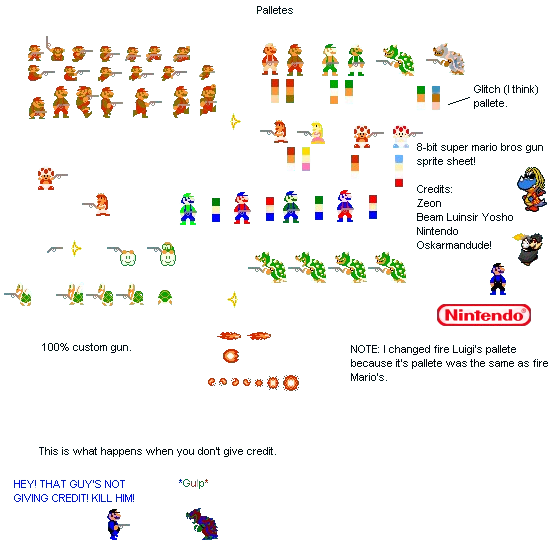 Palletes
Glitch (I think)
pallete.
8-bit super mario bros gun
sprite sheet!
Credits:
Zeon
Beam Luinsir Yosho
Nintendo
Oskarmandude!
Nintendo®
100% custom gun.
NOTE: I changed fire Luigi's pallete
because it's pallete was the same as fire
Mario's.
This is what happens when you don't give credit.
HEY! THAT GUY'S NOT
GIVING CREDIT! KILL HIM!
*Gulp*